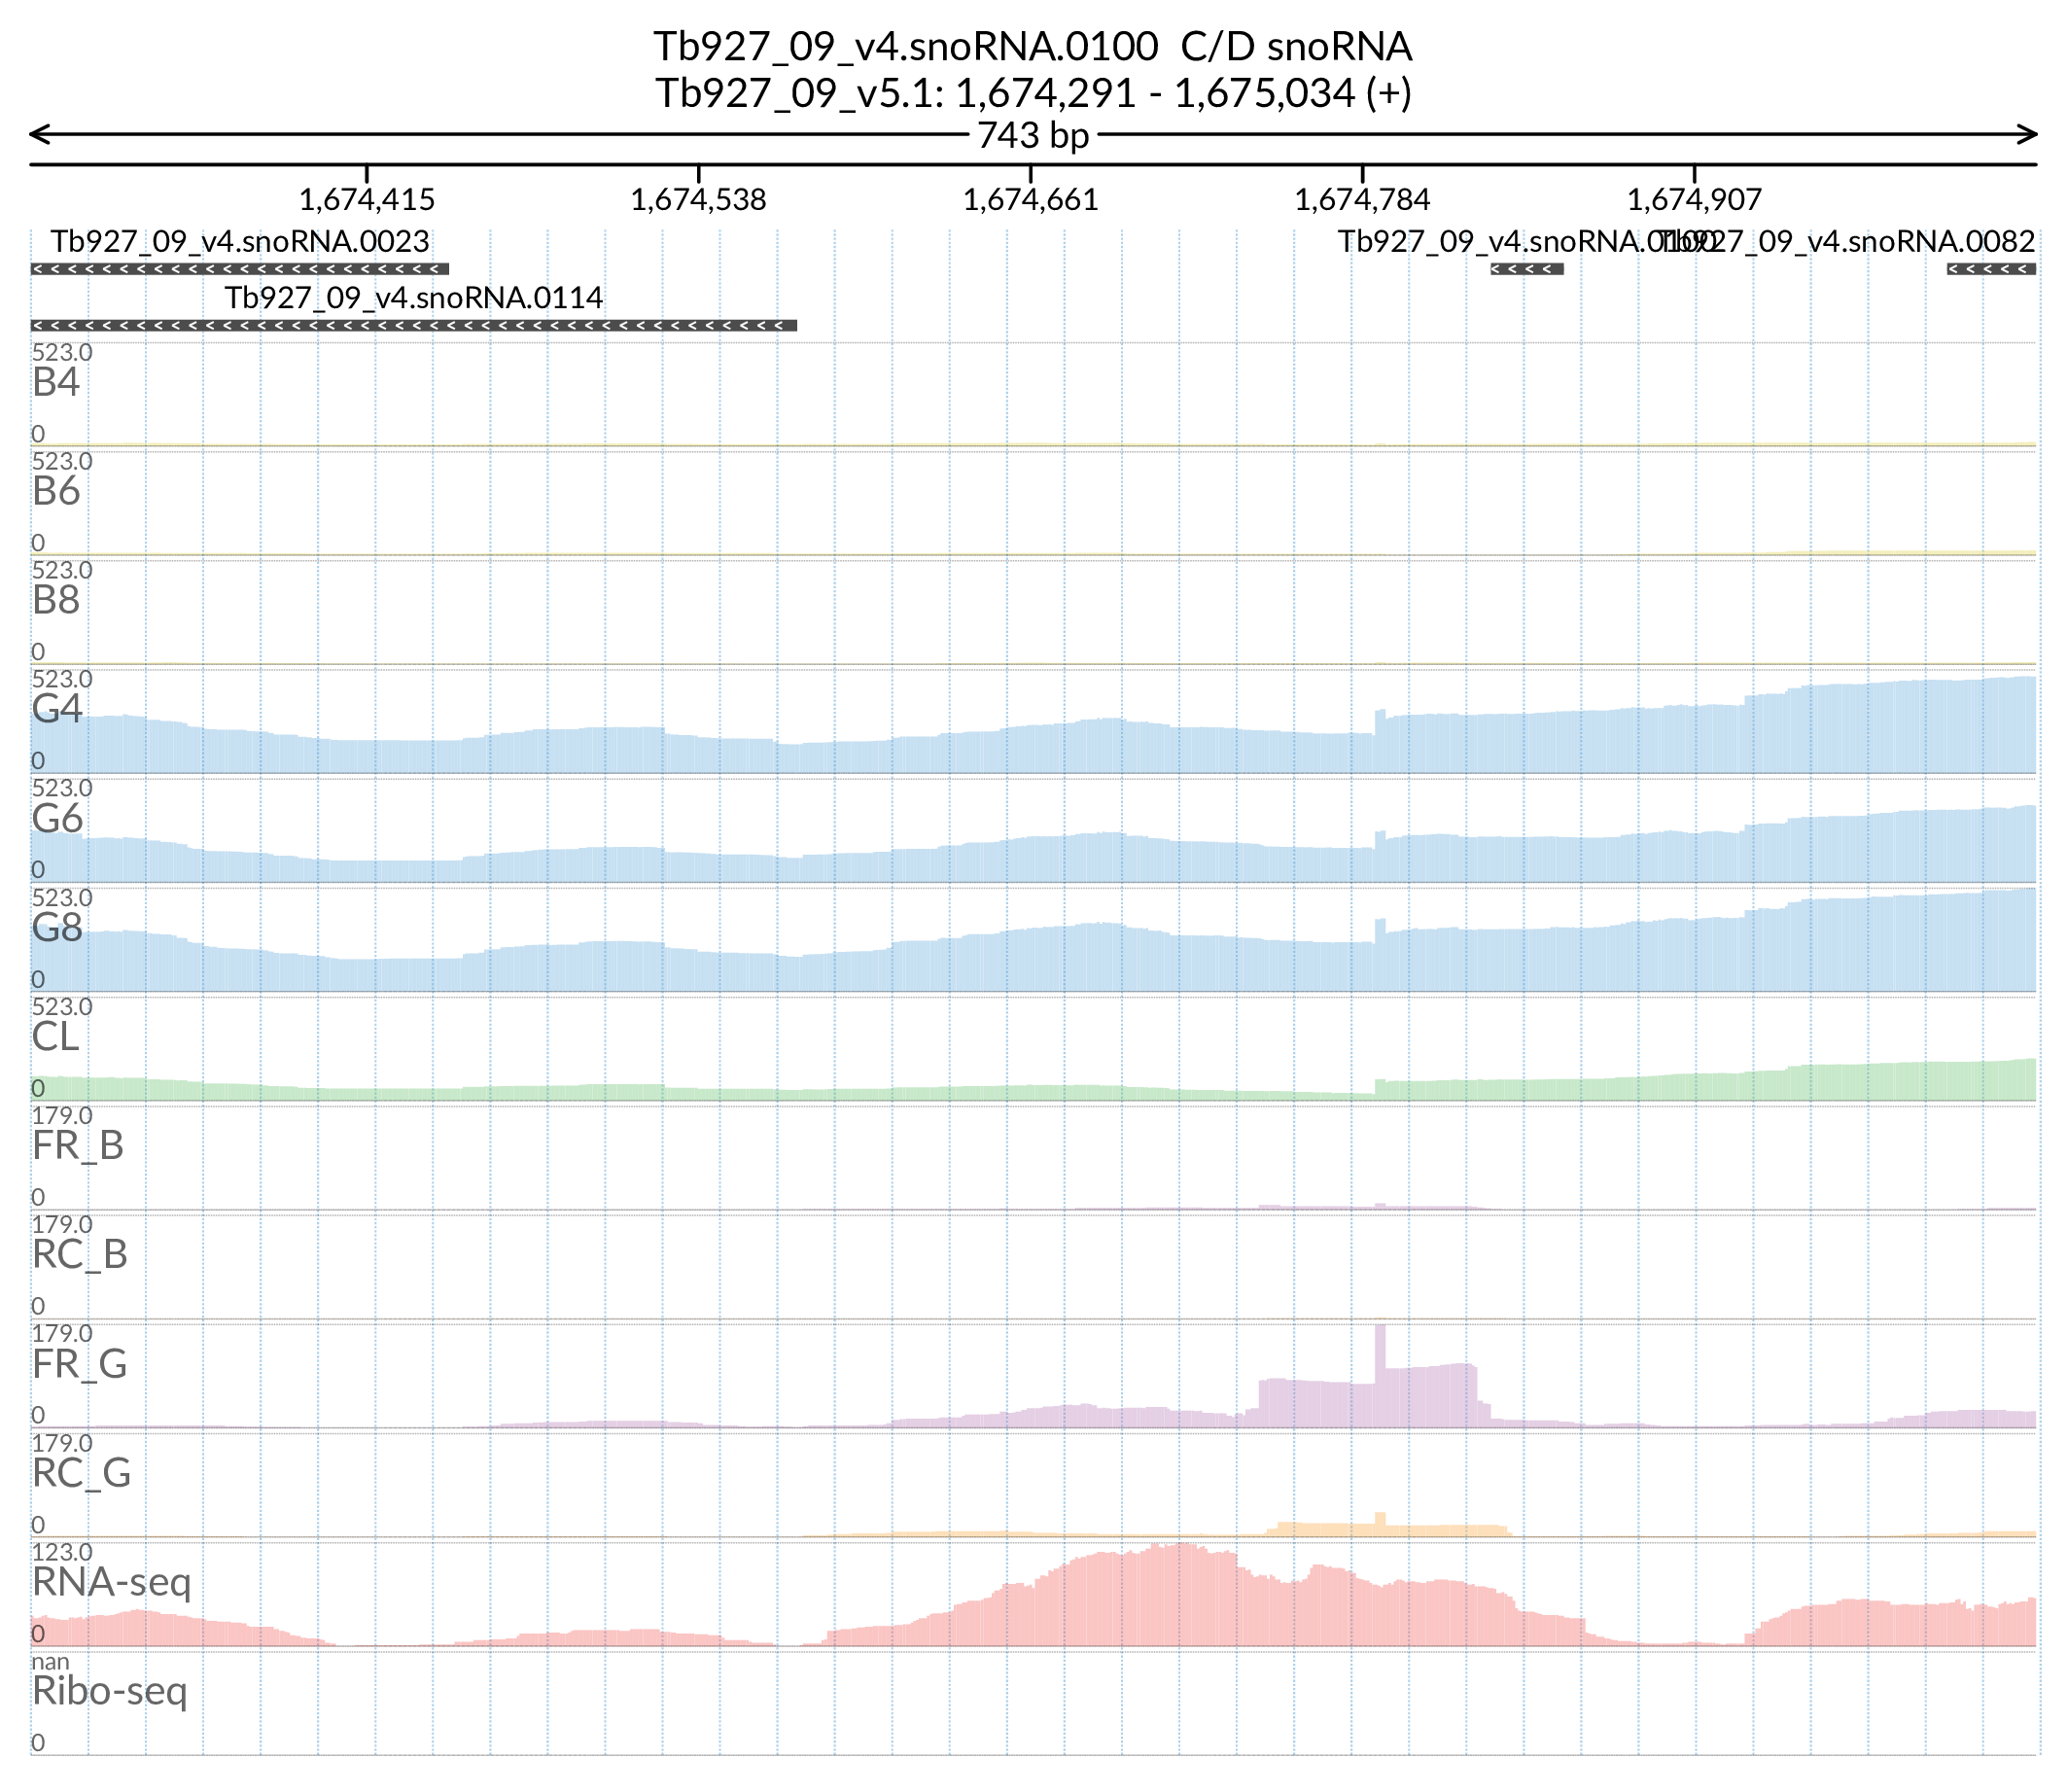 Tb927_09_v4.snoRNA.0100 C/D snoRNA
Tb927_09_v5.1: 1,674,291 - 1,675,034 (+)
743 bp
1,674,415 1,674,538 1,674,661 1,674,784 1,674,907
Tb927_09_v4.snoRNA.0023 Tb927_09_v4.snoRNA.0100 Tb927_09_v4.snoRNA.0082
Tb927_09_v4.snoRNA.0114
523.0
B4
0
523.0
B6
0
523.0
B8
0
523.0
G4
0
523.0
G6
0
523.0
G8
0
523.0
CL
0
179.0
FR_B
0
179.0
RC_B
0
179.0
FR_G
0
179.0
RC_G
0
123.0
RNA-seq
0
nan
Ribo-seq
0